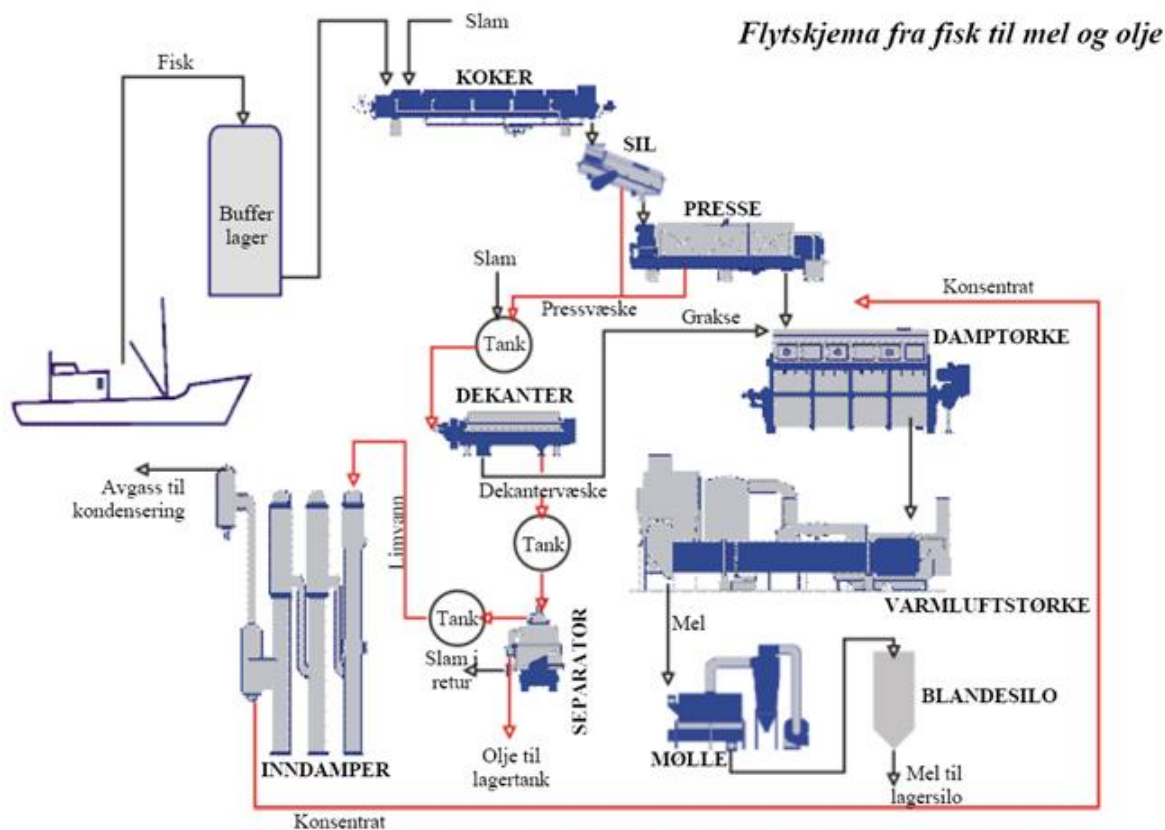 Flytskjema fra fisk til mel og olje
Slam
Fisk
KOKER
SIL
Buffer
lager
PRESSE
Slam
Konsentrat
Pressvæske
Grakse
Tank
DAMPTØRKE
DEKANTER
Avgass til
kondensering
Dekantervæske
Limvann
Tank
VARMLUFTSTØRKE
Tank
Mel
SEPARATOR
Slam i
retur
BLANDESILO
Olje til
lagertank
MØLLE
INNDAMPER
Mel til
lagersilo
Konsentrat